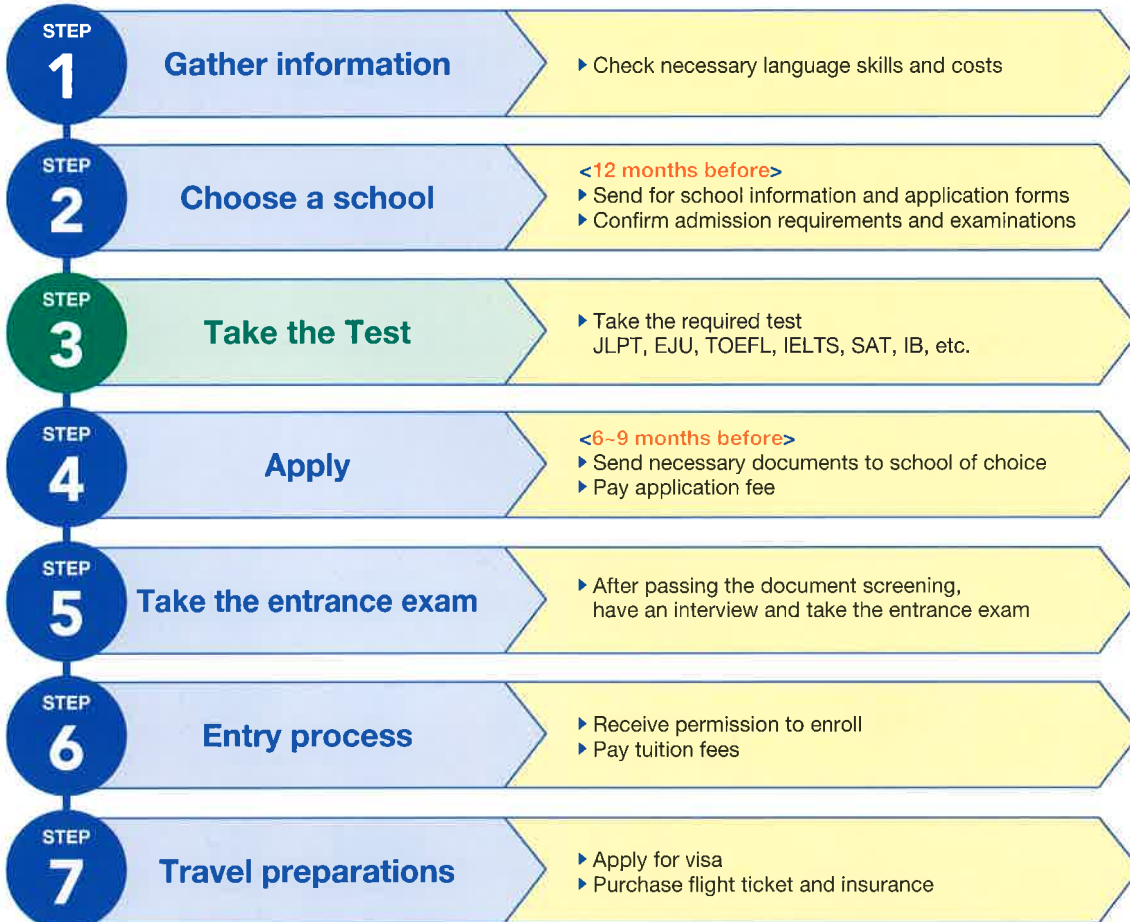 STEP
1
Gather information
▶ Check necessary language skills and costs
STEP
2
Choose a school
<12 months before>
▶ Send for school information and application forms
▶ Confirm admission requirements and examinations
STEP
3
Take the Test
▶ Take the required test
JLPT, EJU, TOEFL, IELTS, SAT, IB, etc.
STEP
4
Apply
<6~9 months before>
▶ Send necessary documents to school of choice
▶ Pay application fee
STEP
5
Take the entrance exam
▶ After passing the document screening,
have an interview and take the entrance exam
STEP
6
Entry process
▶ Receive permission to enroll
▶ Pay tuition fees
STEP
7
Travel preparations
▶ Apply for visa
▶ Purchase flight ticket and insurance